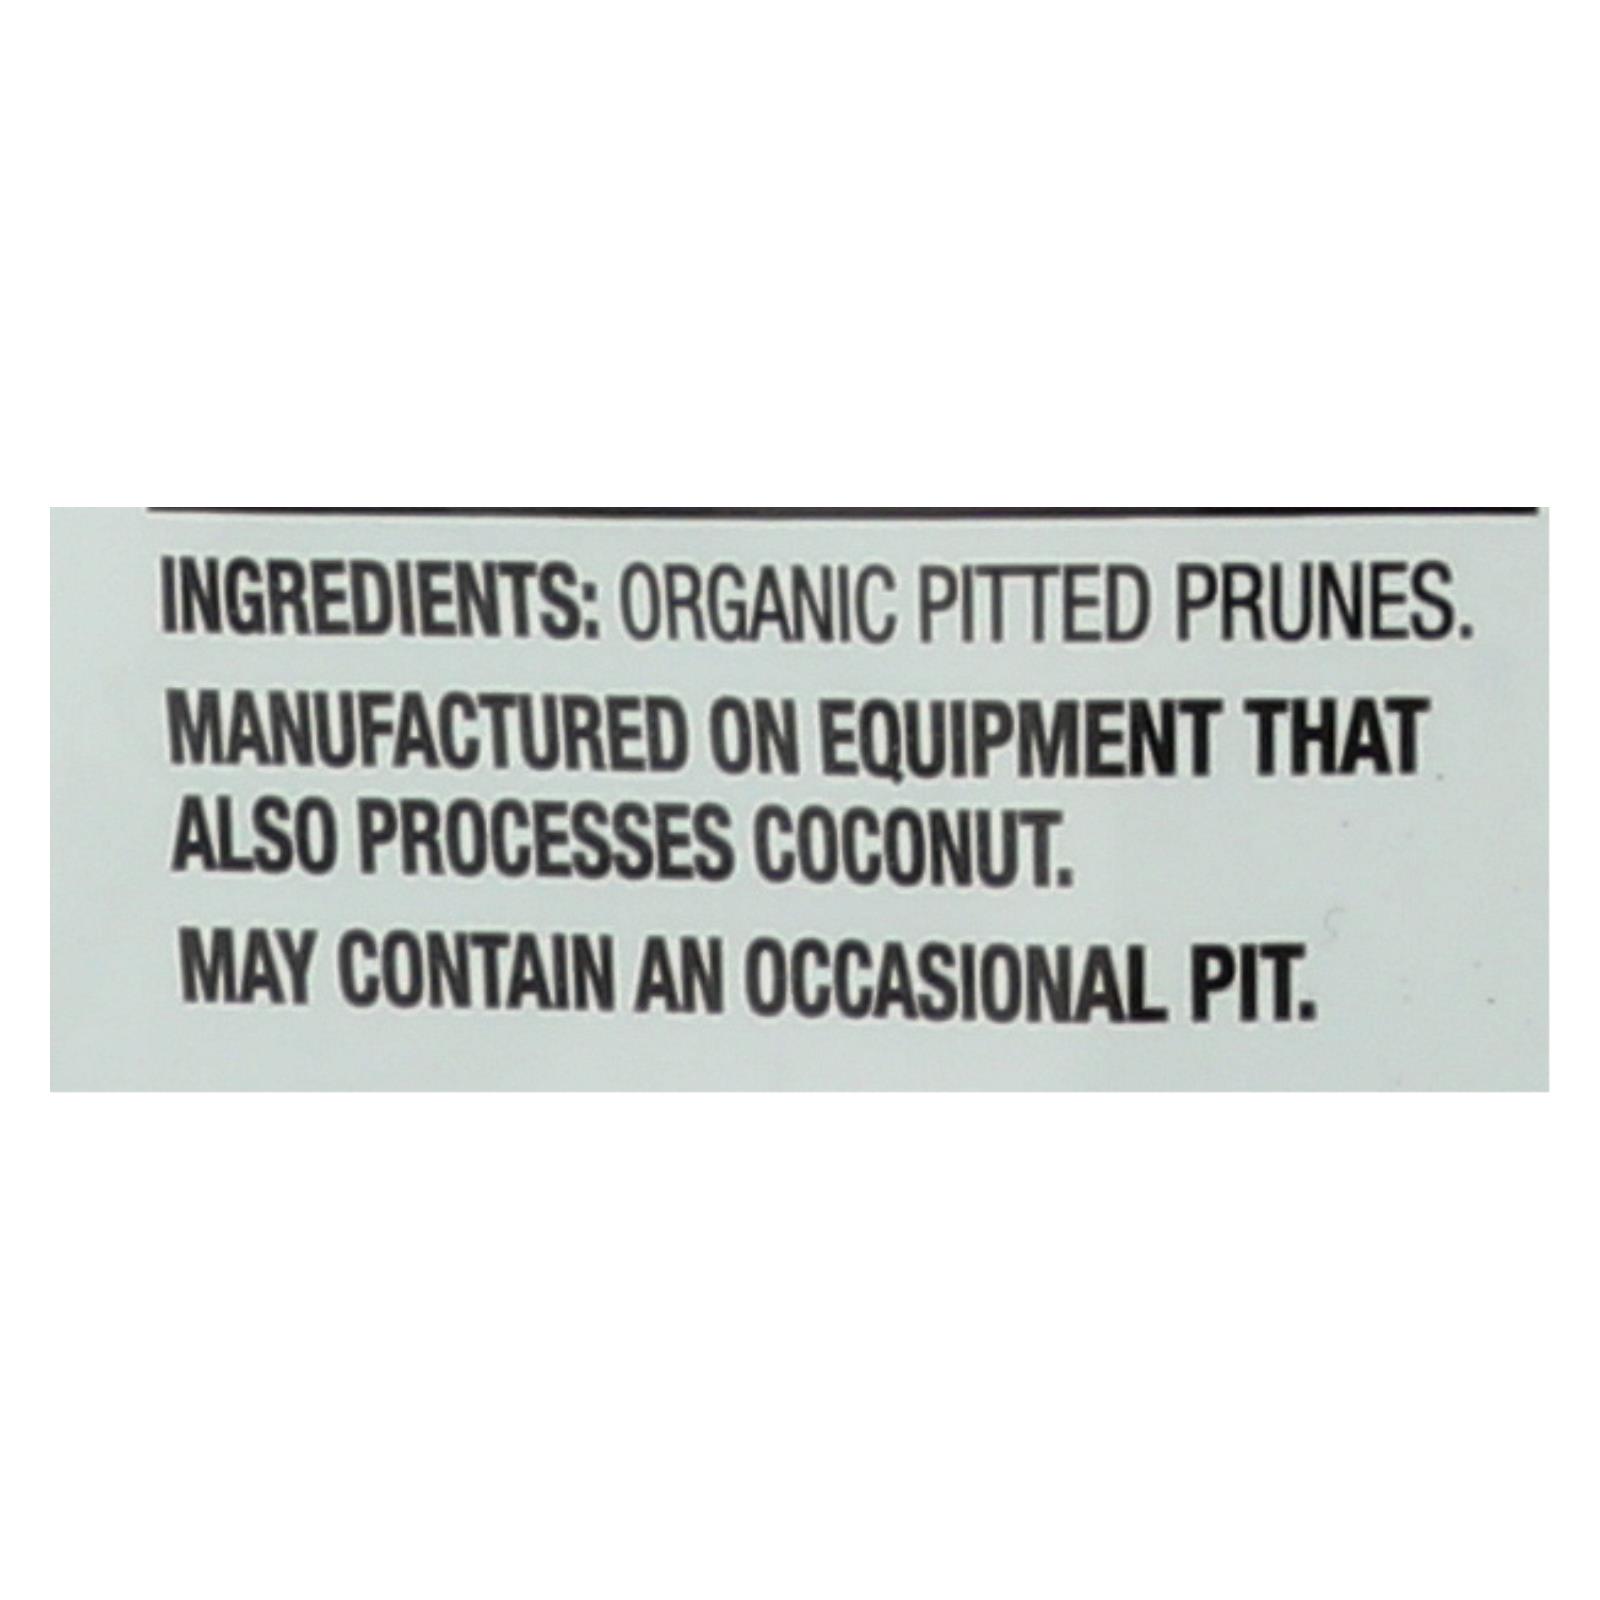 INGREDIENTS: ORGANIC PITTED PRUNES.
MANUFACTURED ON EQUIPMENT THAT
ALSO PROCESSES COCONUT.
MAY CONTAIN AN OCCASIONAL PIT.